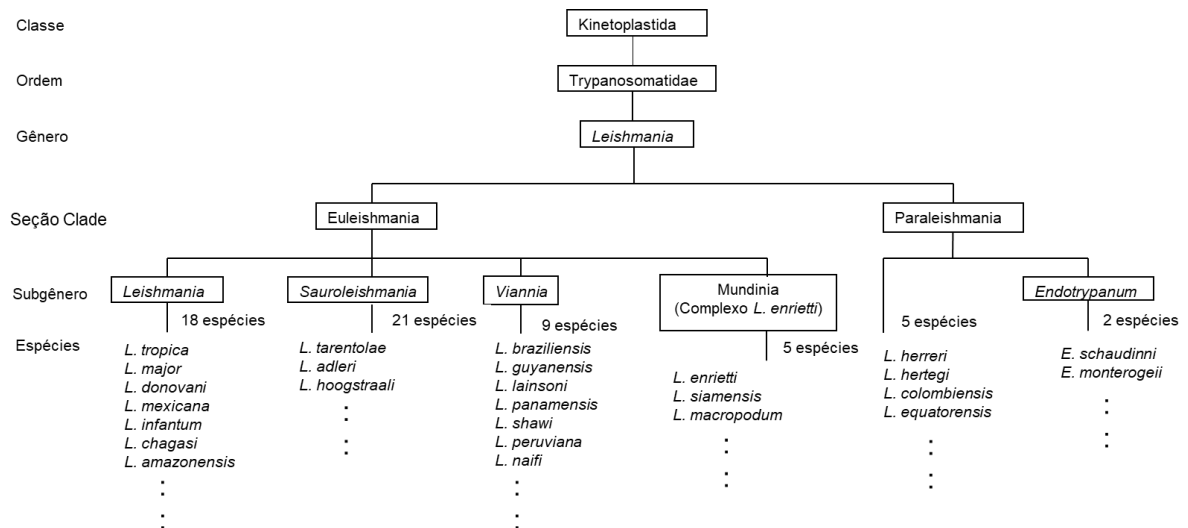 Classe
Kinetoplastida
Ordem
Trypanosomatidae
Gênero
Leishmania
Seção Clade
Euleishmania
Paraleishmania
Subgênero
Leishmania
Sauroleishmania
Viannia
Mundinia
(Complexo L. enrietti)
Endotrypanum
Espécies
18 espécies
L. tropica
L. major
L. donovani
L. mexicana
L. infantum
L. chagasi
L. amazonensis
21 espécies
L. tarentolae
L. adleri
L. hoogstraali
9 espécies
L. braziliensis
L. guyanensis
L. lainsoni
L. panamensis
L. shawi
L. peruviana
L. naifi
5 espécies
L. enrietti
L. siamensis
L. macropodum
5 espécies
L. herreri
L. hertegi
L. colombiensis
L. equatorensis
2 espécies
E. schaudinni
E. monterogeii